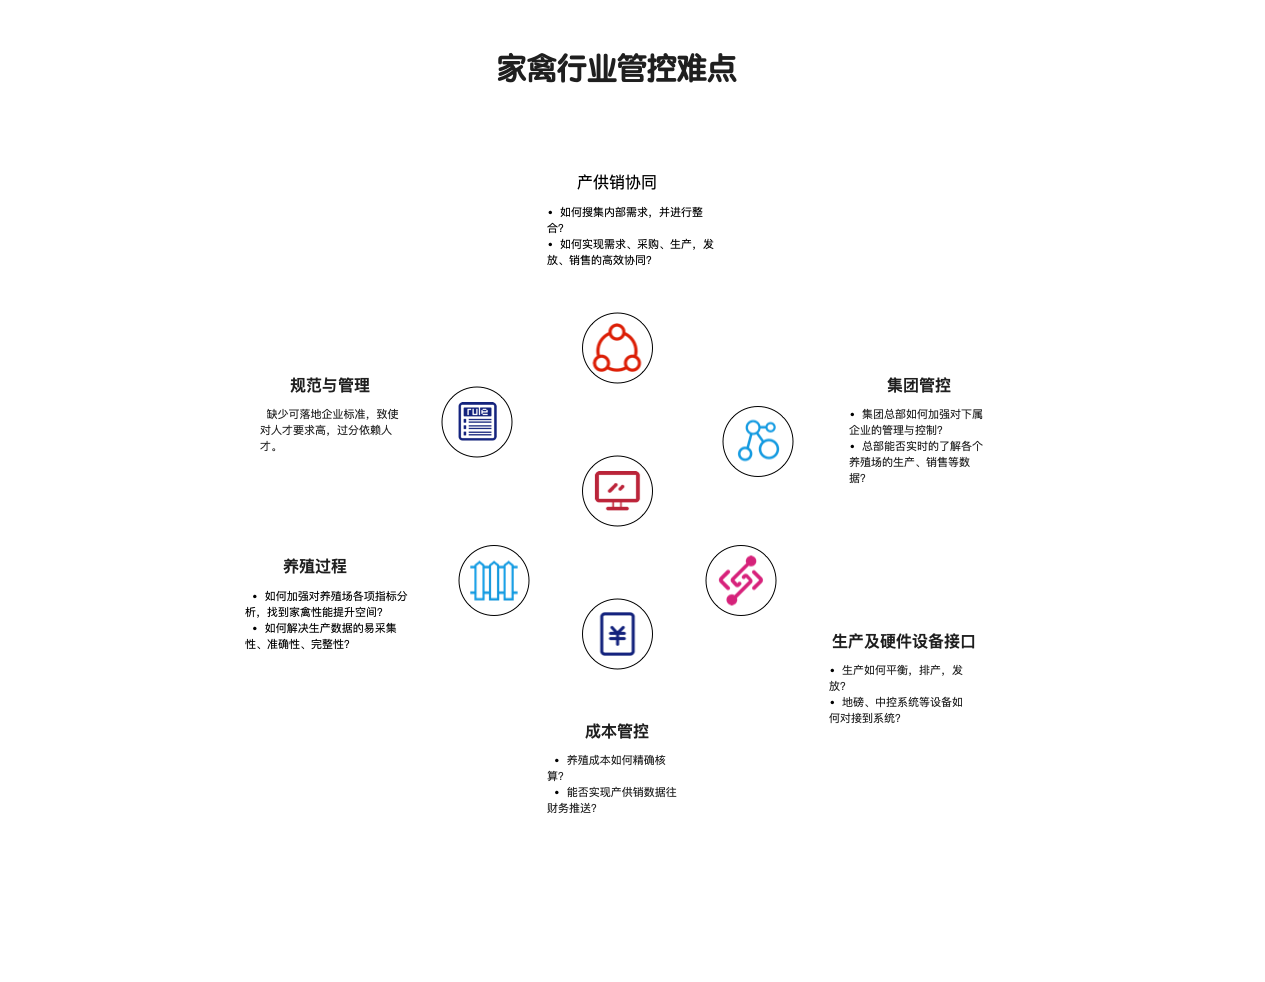 家禽行业管控难点
产供销协同
• 如何搜集内部需求，并进行整
合?
• 如何实现需求、采购、生产，发
放、销售的高效协同?
规范与管理
缺少可落地企业标准，致使
对人才要求高，过分依赖人
才。
rule
集团管控
• 集团总部如何加强对下属
企业的管理与控制?
• 总部能否实时的了解各个
养殖场的生产、销售等数
据?
养殖过程
• 如何加强对养殖场各项指标分
析，找到家禽性能提升空间?
• 如何解决生产数据的易采集
性、准确性、完整性?
¥
生产及硬件设备接口
• 生产如何平衡，排产，发
放?
• 地磅、中控系统等设备如
何对接到系统?
成本管控
• 养殖成本如何精确核
算?
• 能否实现产供销数据往
财务推送?